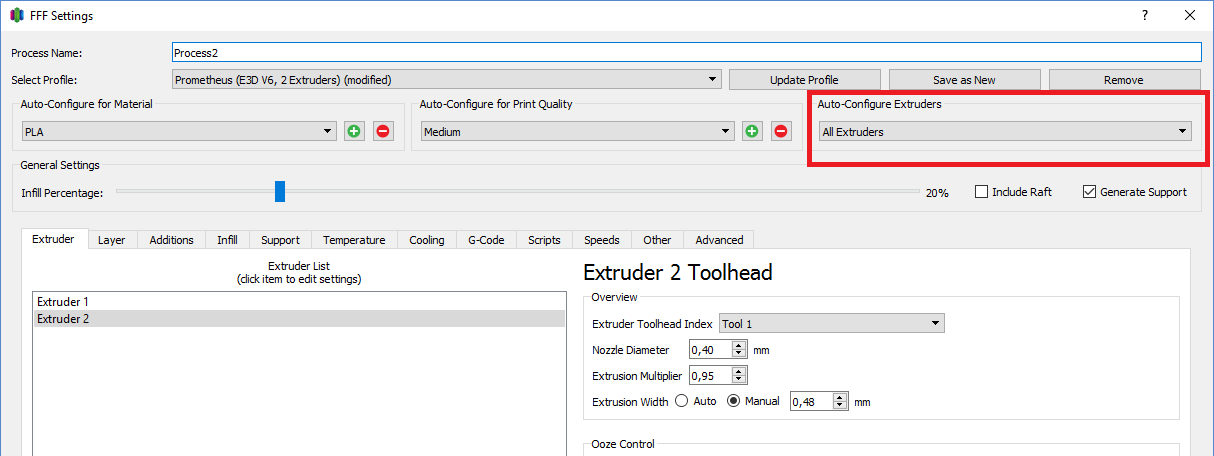 FFF Settings
?
Process Name: Process2
Select Profile: Prometheus (E3D V6, 2 Extruders) (modified) Update Profile Save as New Remove
Auto-Configure for Material Auto-Configure for Print Quality Auto-Configure Extruders
PLA Medium All Extruders
General Settings
Infill Percentage: 20% Include Raft Generate Support
Extruder Layer Additions Infill Support Temperature Cooling G-Code Scripts Speeds Other Advanced
Extruder List
(click item to edit settings)
Extruder 1
Extruder 2
Extruder 2 Toolhead
Overview
Extruder Toolhead Index Tool 1
Nozzle Diameter 0,40 mm
Extrusion Multiplier 0,95
Extrusion Width Auto Manual 0,48 mm
Ooze Control